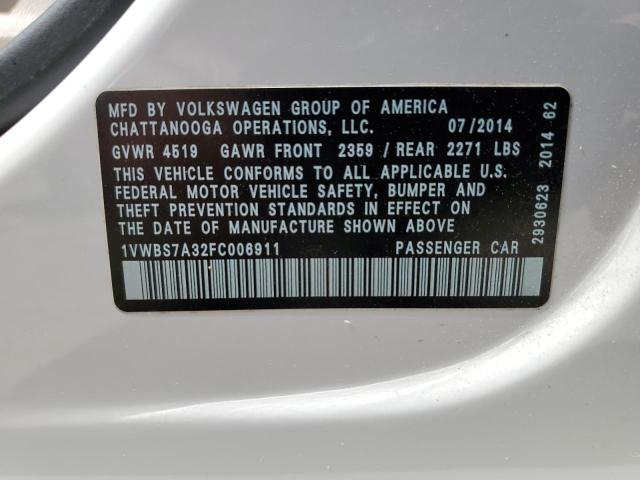 MFD BY VOLKSWAGEN GROUP OF AMERICA
CHATTANOOGA OPERATIONS, LLC. 07/2014
GVWR 4519 GAWR FRONT 2359 / REAR 2271 LBS
THIS VEHICLE CONFORMS TO ALL APPLICABLE U.S.
FEDERAL MOTOR VEHICLE SAFETY, BUMPER AND
THEFT PREVENTION STANDARDS IN EFFECT ON
THE DATE OF MANUFACTURE SHOWN ABOVE
1VWBS7A32FC006911 PASSENGER CAR
2930623 2014 62